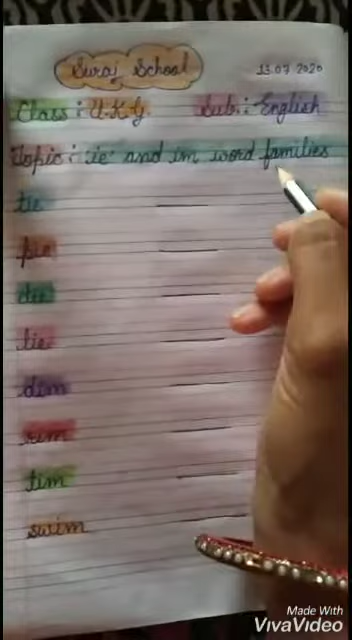 Suraj School
13.07 2020
Class : U.K.G. Sub. : English
Topic : 'ie' and im word families
tie
pie
die
lie
dim
rim
tim
swim
Made With
VivaVideo